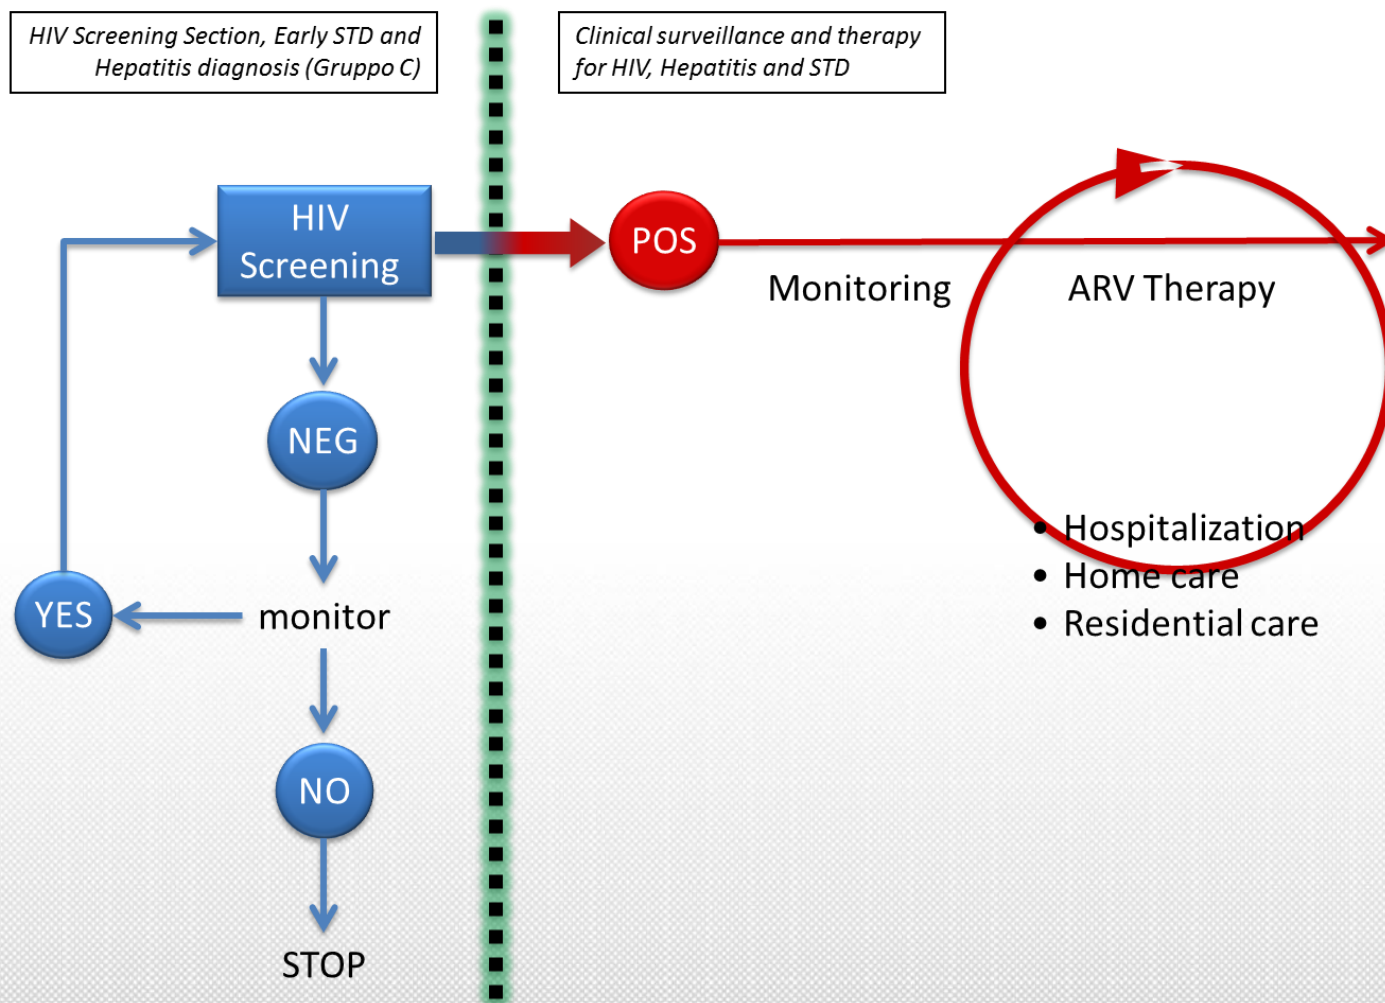 HIV Screening Section, Early STD and
Hepatitis diagnosis (Gruppo C)
Clinical surveillance and therapy
for HIV, Hepatitis and STD
HIV
Screening
POS
Monitoring
ARV Therapy
NEG
• Hospitalization
• Home care
• Residential care
YES
monitor
NO
STOP